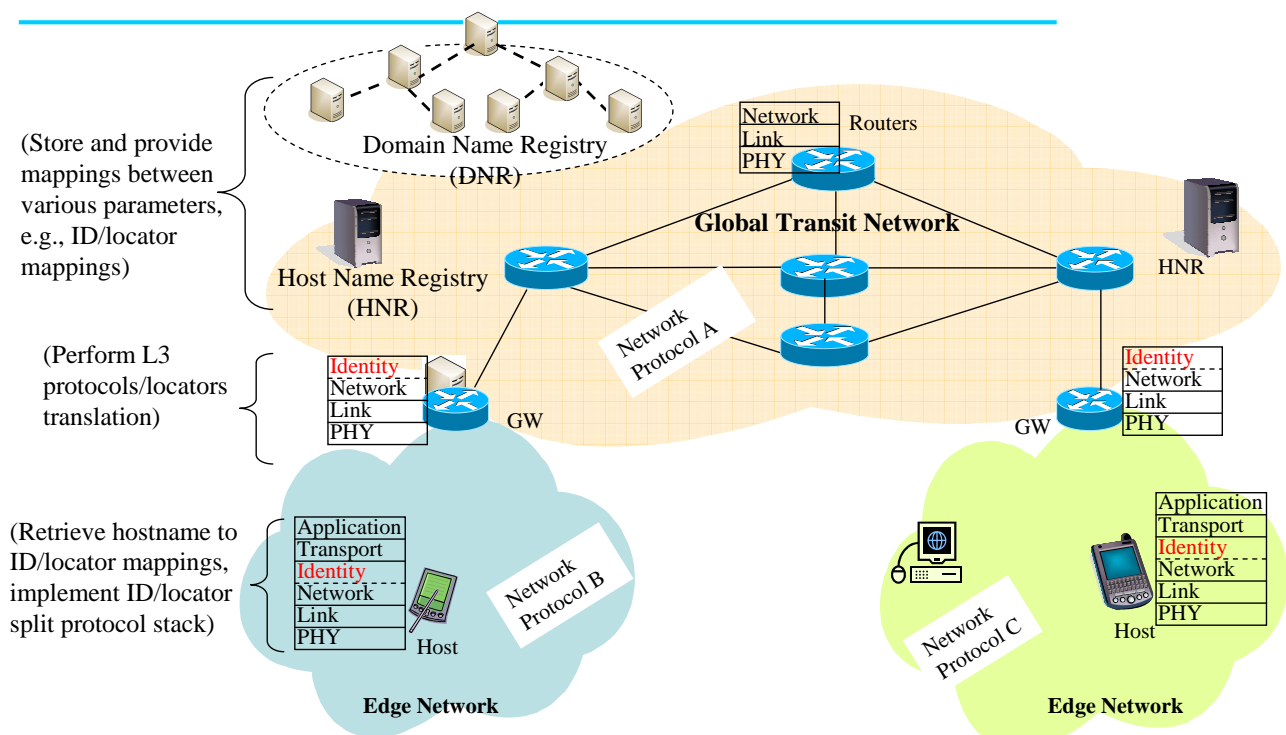 Domain Name Registry
(DNR)
(Store and provide
mappings between
various parameters,
e.g., ID/locator
mappings)
Network
Link
PHY
Routers
Global Transit Network
Host Name Registry
(HNR)
HNR
Network
Protocol A
(Perform L3
protocols/locators
translation)
Identity
Network
Link
PHY
GW
Identity
Network
Link
PHY
GW
(Retrieve hostname to
ID/locator mappings,
implement ID/locator
split protocol stack)
Application
Transport
Identity
Network
Link
PHY
Host
Network
Protocol B
Edge Network
Application
Transport
Identity
Network
Link
PHY
Host
Network
Protocol C
Edge Network